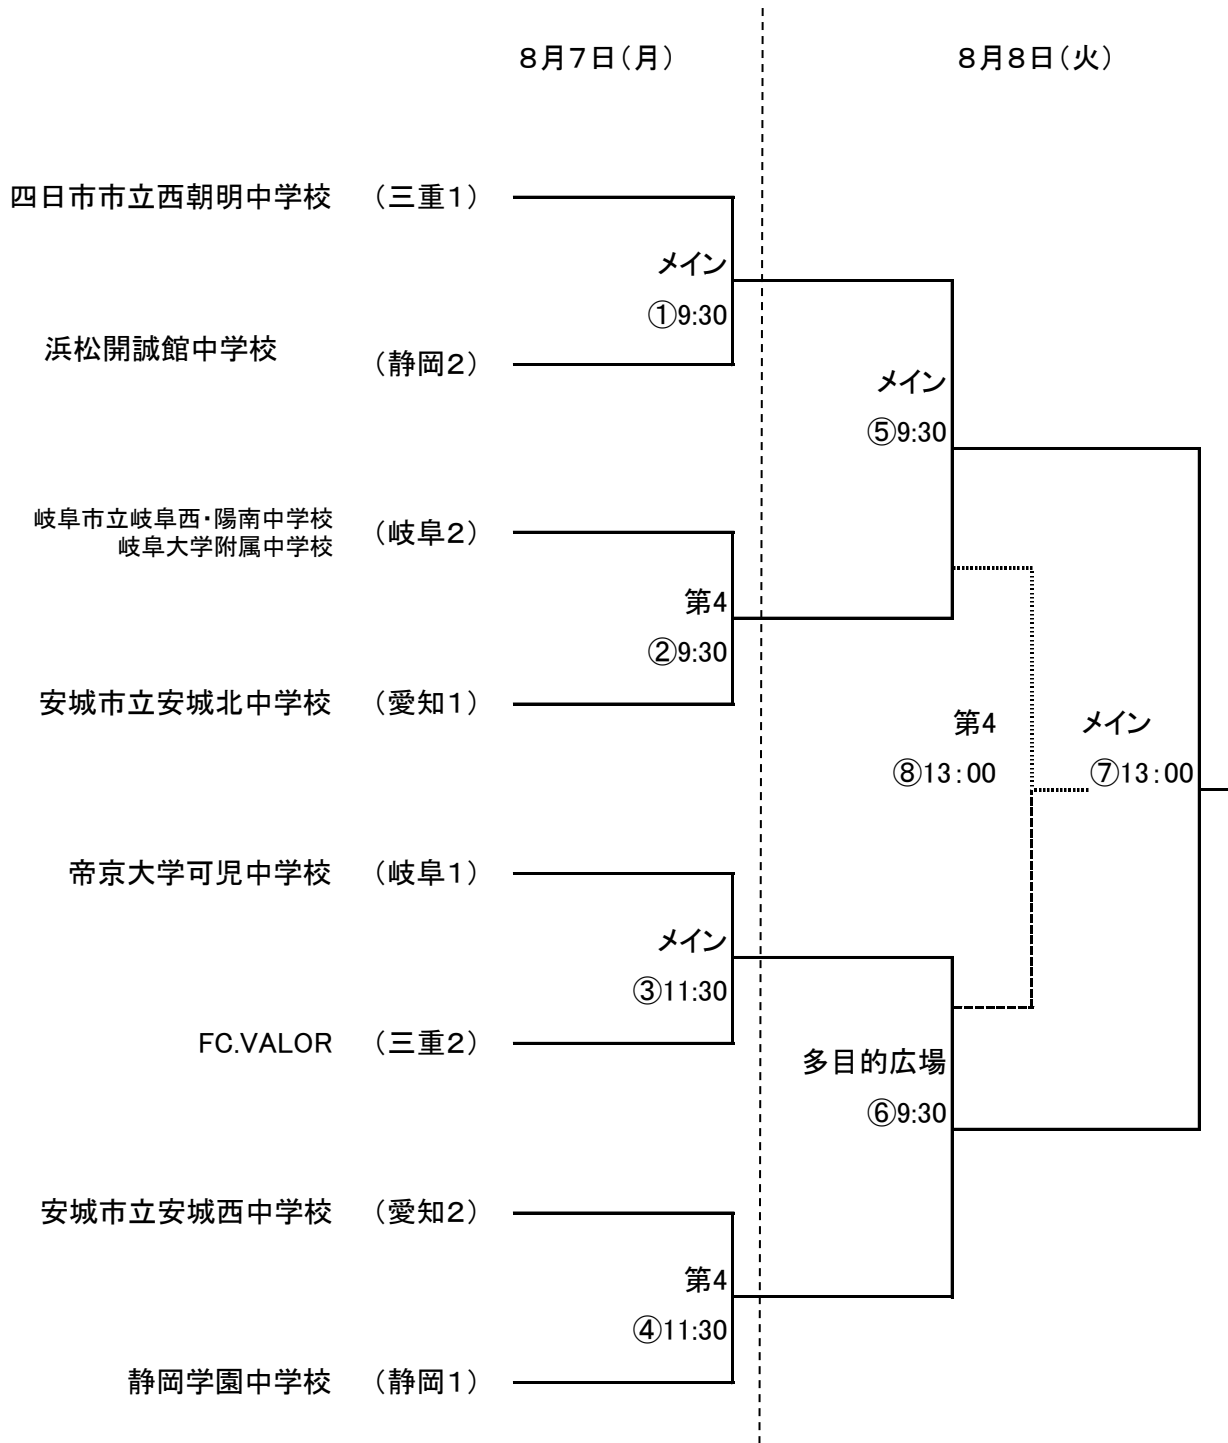 ８月７日（月）
８月８日（火）
四日市市立西朝明中学校 （三重１）
メイン
①9:30
浜松開誠館中学校 （静岡２）
メイン
⑤9:30
岐阜市立岐阜西・陽南中学校
岐阜大学附属中学校
（岐阜２）
第4
②9:30
安城市立安城北中学校 （愛知１）
第4
⑧13：00
メイン
⑦13：00
帝京大学可児中学校 （岐阜１）
メイン
③11:30
FC.VALOR （三重２）
多目的広場
⑥9:30
安城市立安城西中学校 （愛知２）
第4
④11:30
静岡学園中学校 （静岡１）